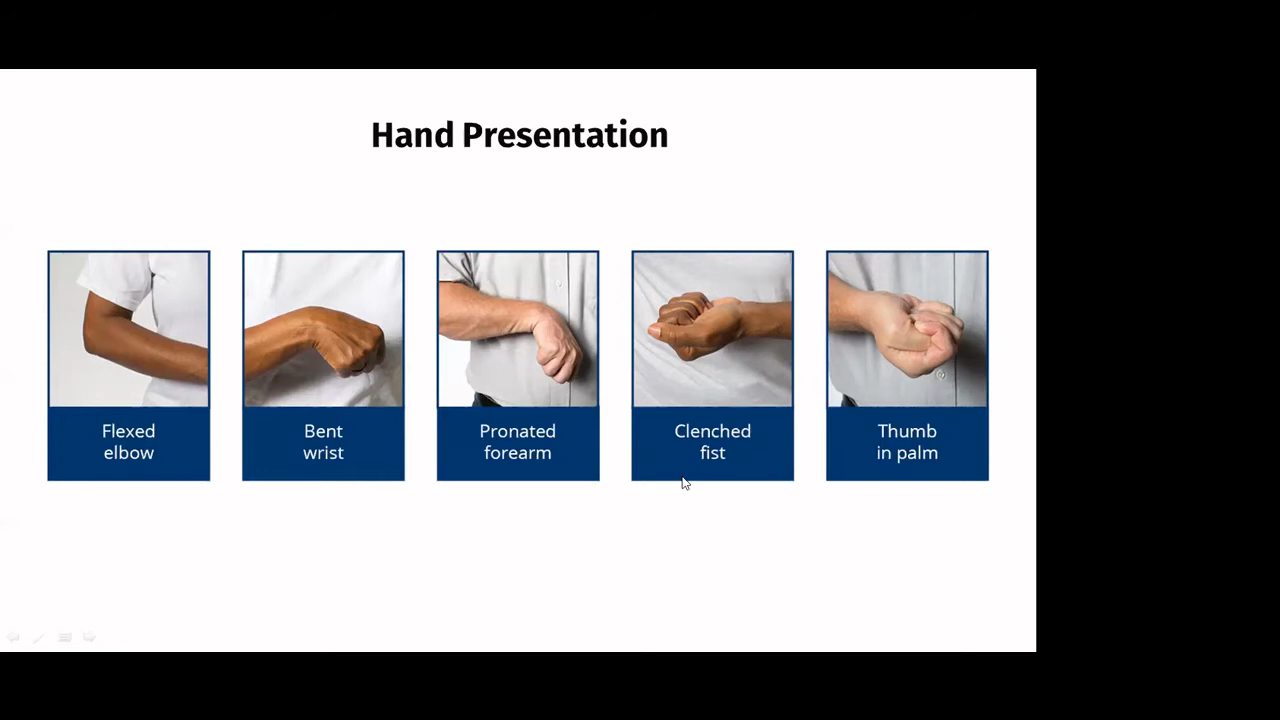 Hand Presentation
Flexed
elbow
Bent
wrist
Pronated
forearm
Clenched
fist
Thumb
in palm